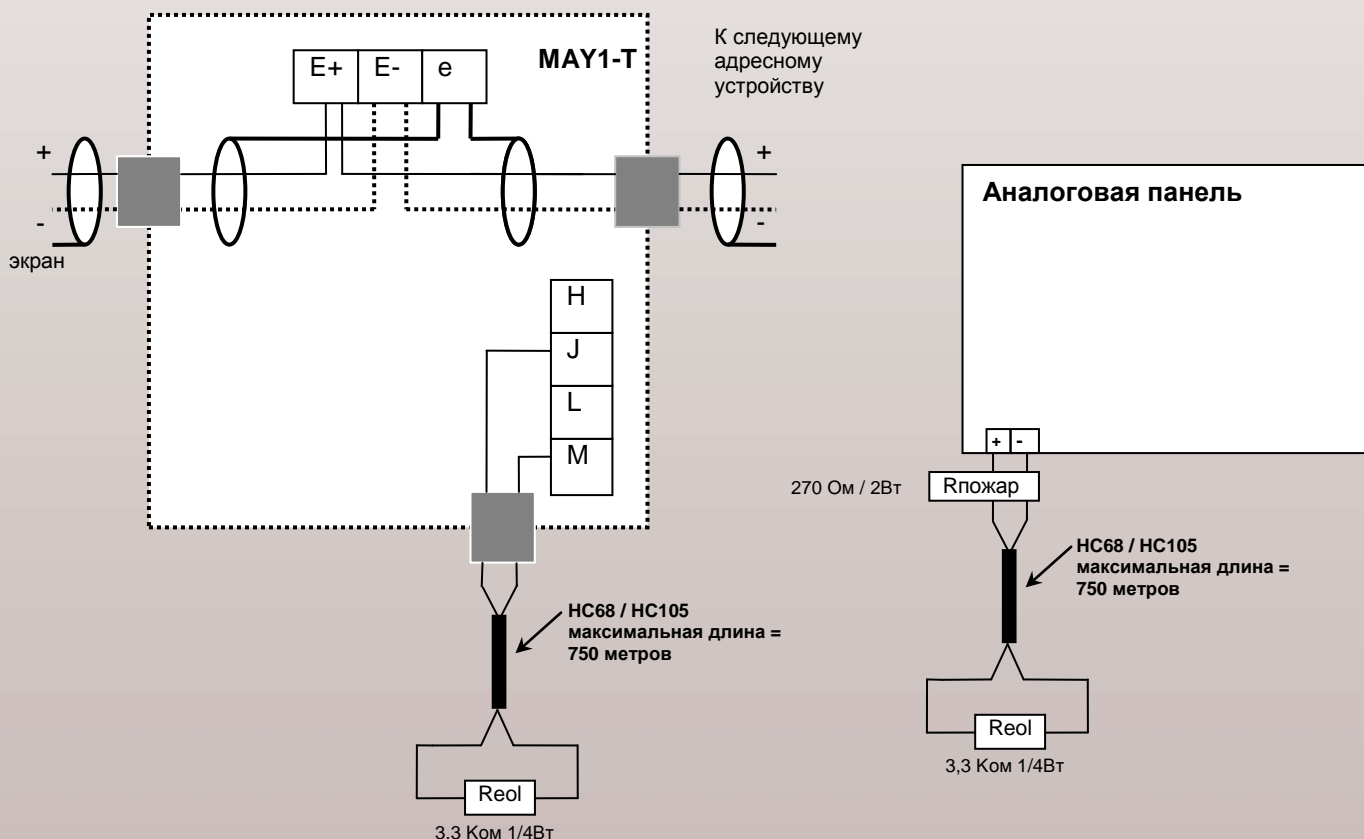 MAY1-T
E+ E- e
К следующему
адресному
устройству
+
-
экран
+
-
H
J
L
M
HC68 / HC105
максимальная длина =
750 метров
Reol
3,3 Ком 1/4Вт
Аналоговая панель
+ -
270 Ом / 2Вт
Rпожар
HC68 / HC105
максимальная длина =
750 метров
Reol
3,3 Ком 1/4Вт